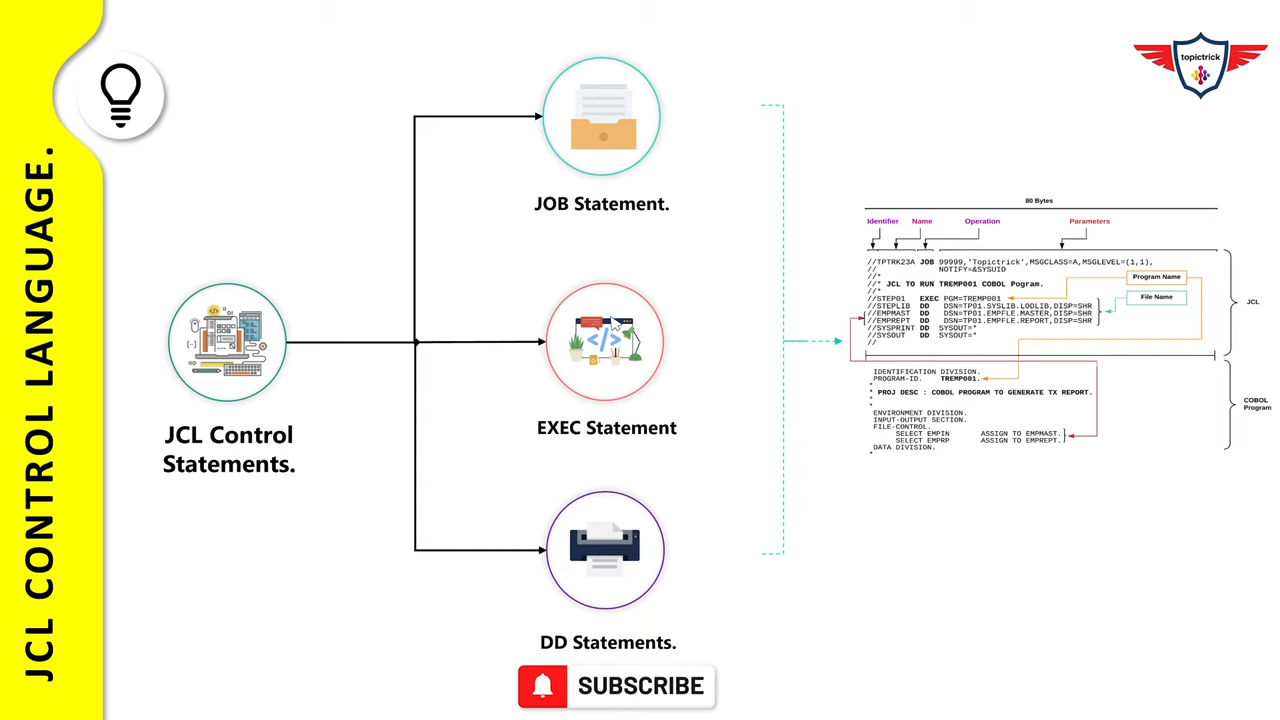 JCL CONTROL LANGUAGE.
topictrick
JOB Statement.
JCL Control
Statements.
EXEC Statement
DD Statements.
SUBSCRIBE
80 Bytes
Identifier Name Operation Parameters
//TPTRK23A JOB 99999,'Topictrick',MSGCLASS=A,MSGLEVEL=(1,1),
// NOTIFY=&SYSUID
//*
//* JCL TO RUN TREMP001 COBOL Pogram.
//*
//STEP01 EXEC PGM=TREMP001
//STEPLIB DD DSN=TP01.SYSLIB.LODLIB,DISP=SHR
//EMPMAST DD DSN=TP01.EMPFLE.MASTER,DISP=SHR
//EMPREPT DD DSN=TP01.EMPFLE.REPORT,DISP=SHR
//SYSPRINT DD SYSOUT=*
//SYSOUT DD SYSOUT=*
//
Program Name
File Name
JCL
IDENTIFICATION DIVISION.
PROGRAM-ID. TREMP001.
*
* PROJ DESC : COBOL PROGRAM TO GENERATE TX REPORT.
*
*
ENVIRONMENT DIVISION.
INPUT-OUTPUT SECTION.
FILE-CONTROL.
SELECT EMPIN ASSIGN TO EMPMAST.
SELECT EMPRP ASSIGN TO EMPREPT.
DATA DIVISION.
*
COBOL
Program